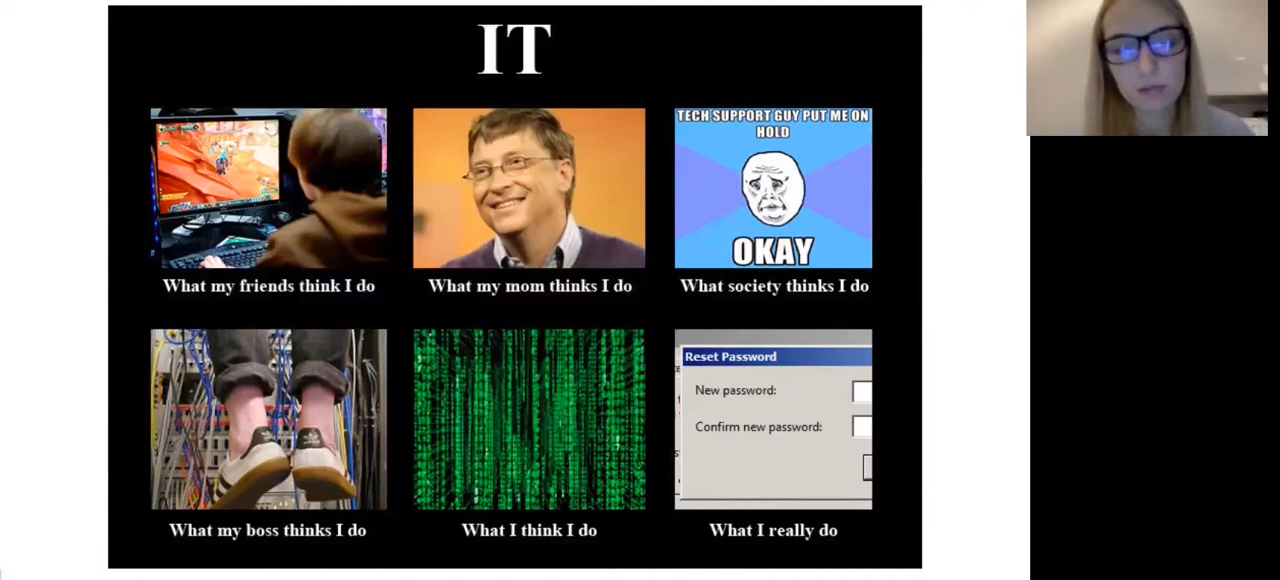 IT
TECH SUPPORT GUY PUT ME ON
HOLD
OKAY
What my friends think I do
What my mom thinks I do
What society thinks I do
Reset Password
New password:
Confirm new password:
What my boss thinks I do
What I think I do
What I really do